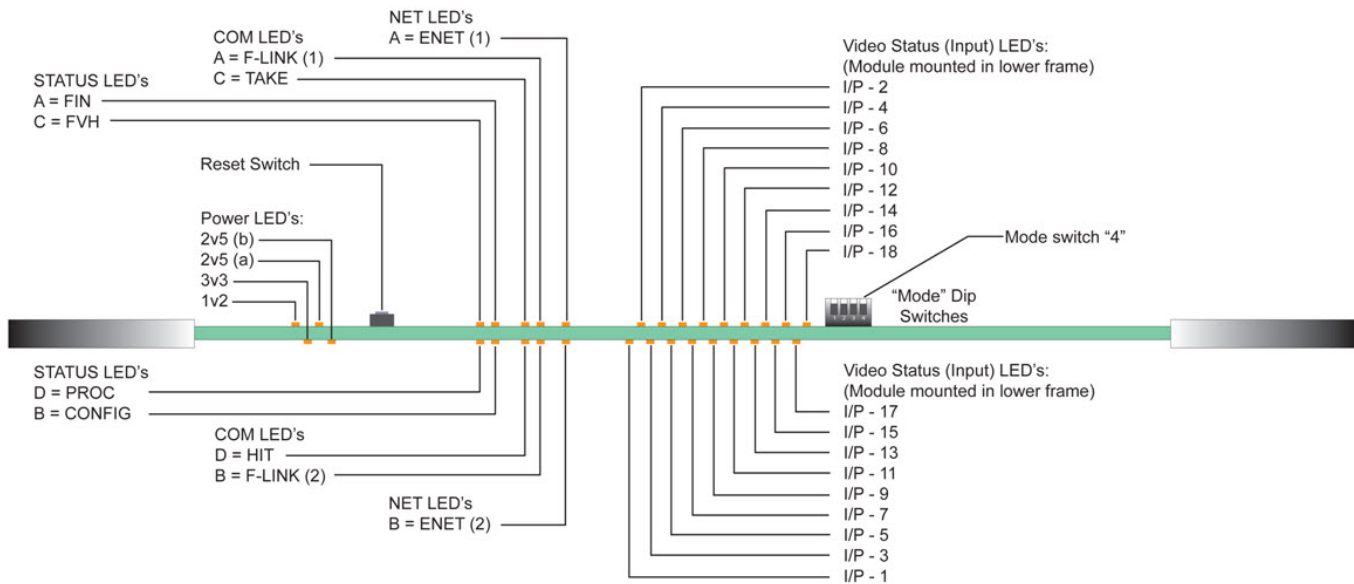 NET LED's
A = ENET (1)
COM LED's
A = F-LINK (1)
C = TAKE
STATUS LED's
A = FIN
C = FVH
Reset Switch
Power LED's:
2v5 (b)
2v5 (a)
3v3
1v2
Video Status (Input) LED's:
(Module mounted in lower frame)
I/P - 2
I/P - 4
I/P - 6
I/P - 8
I/P - 10
I/P - 12
I/P - 14
I/P - 16
I/P - 18
Mode switch “4”
1 2 3 4
“Mode” Dip
Switches
STATUS LED's
D = PROC
B = CONFIG
COM LED's
D = HIT
B = F-LINK (2)
NET LED's
B = ENET (2)
Video Status (Input) LED's:
(Module mounted in lower frame)
I/P - 17
I/P - 15
I/P - 13
I/P - 11
I/P - 9
I/P - 7
I/P - 5
I/P - 3
I/P - 1